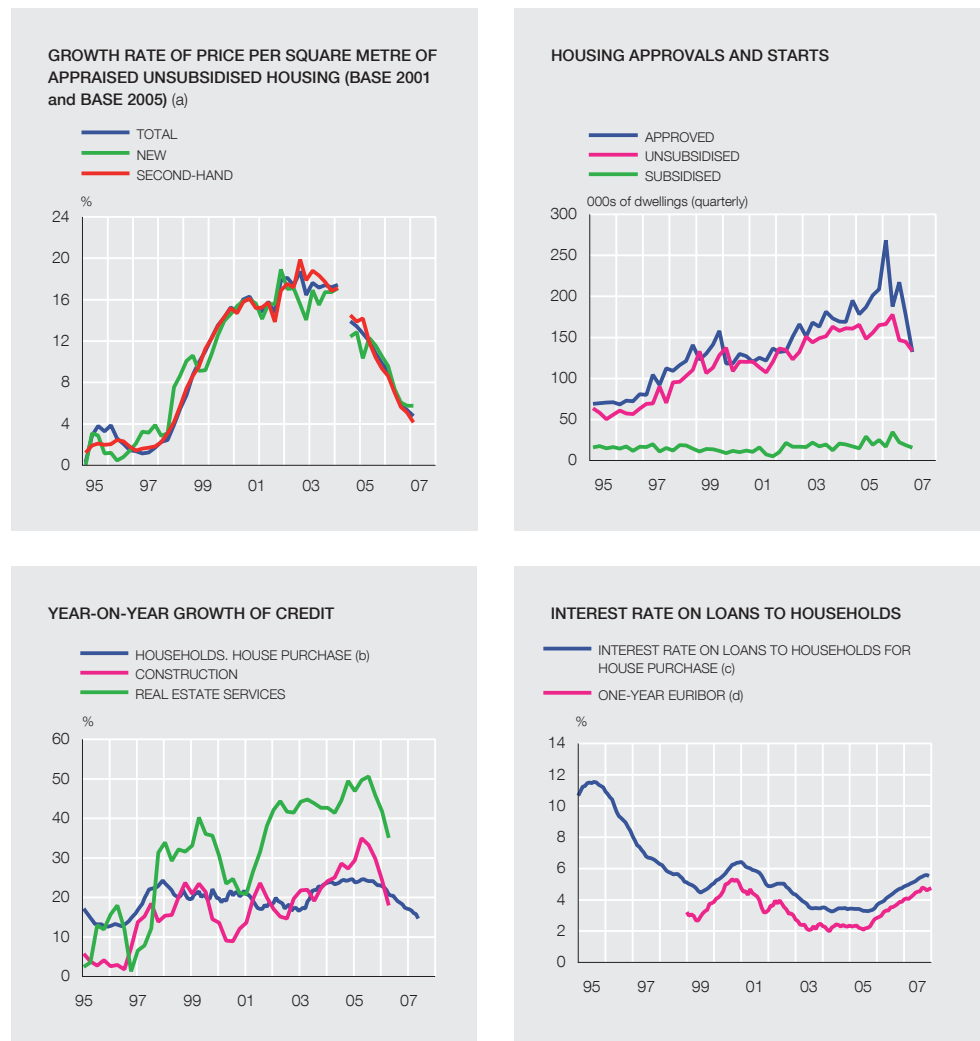 GROWTH RATE OF PRICE PER SQUARE METRE OF
APPRAISED UNSUBSIDISED HOUSING (BASE 2001
and BASE 2005) (a)
TOTAL
NEW
SECOND-HAND
%
24
20
16
12
8
4
0
95 97 99 01 03 05 07
HOUSING APPROVALS AND STARTS
APPROVED
UNSUBSIDISED
SUBSIDISED
000s of dwellings (quarterly)
300
250
200
150
100
50
0
95 97 99 01 03 05 07
YEAR-ON-YEAR GROWTH OF CREDIT
HOUSEHOLDS. HOUSE PURCHASE (b)
CONSTRUCTION
REAL ESTATE SERVICES
%
60
50
40
30
20
10
0
95 97 99 01 03 05 07
INTEREST RATE ON LOANS TO HOUSEHOLDS
INTEREST RATE ON LOANS TO HOUSEHOLDS FOR
HOUSE PURCHASE (c)
ONE-YEAR EURIBOR (d)
%
14
12
10
8
6
4
2
0
95 97 99 01 03 05 07